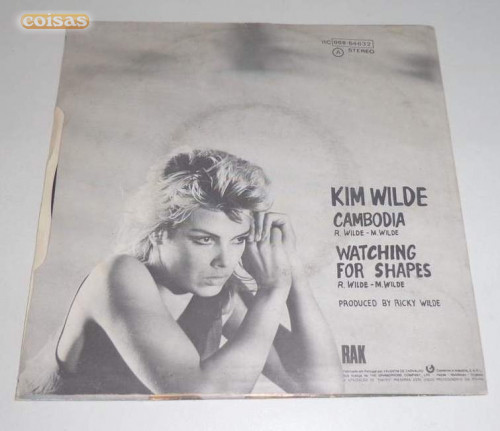 coisas
STEREO
KIM WILDE
CAMBODIA
R. WILDE - M. WILDE
WATCHING
FOR SHAPES
R. WILDE - M. WILDE
PRODUCED BY RICKY WILDE
RAK